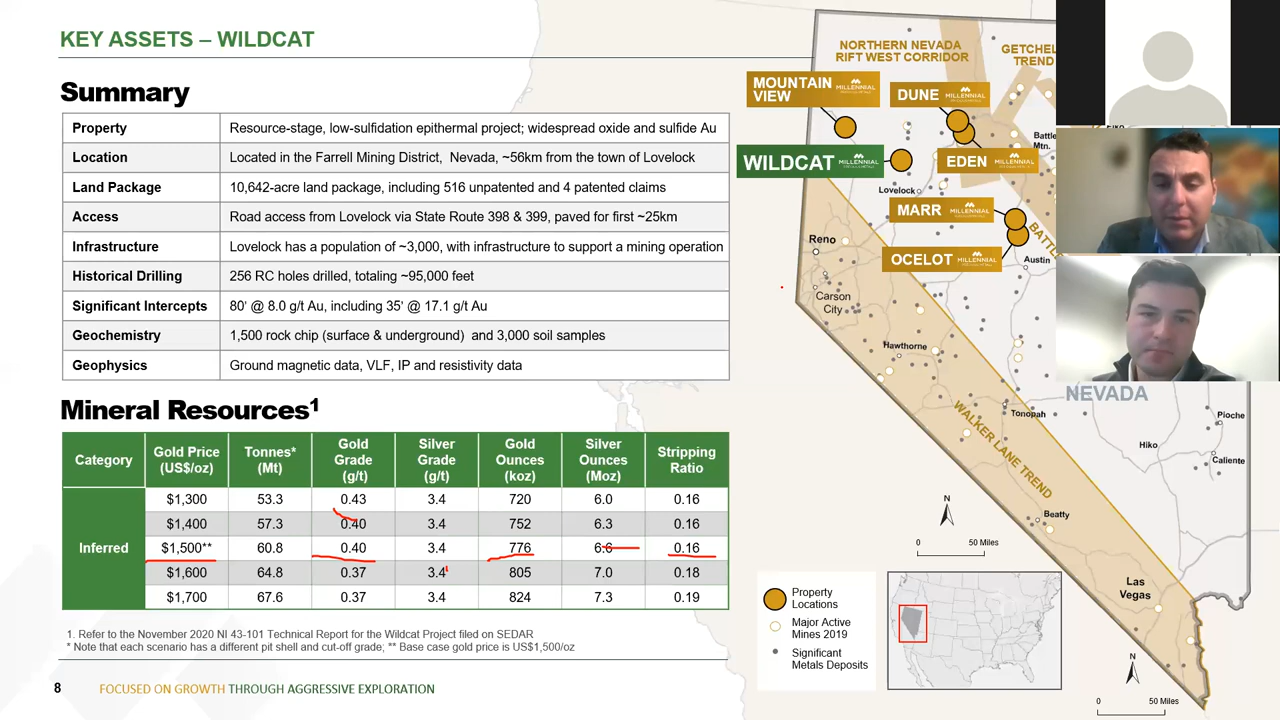 KEY ASSETS – WILDCAT
Summary
Property Resource-stage, low-sulfidation epithermal project; widespread oxide and sulfide Au
Location Located in the Farrell Mining District, Nevada, ~56km from the town of Lovelock
Land Package 10,642-acre land package, including 516 unpatented and 4 patented claims
Access Road access from Lovelock via State Route 398 & 399, paved for first ~25km
Infrastructure Lovelock has a population of ~3,000, with infrastructure to support a mining operation
Historical Drilling 256 RC holes drilled, totaling ~95,000 feet
Significant Intercepts 80' @ 8.0 g/t Au, including 35' @ 17.1 g/t Au
Geochemistry 1,500 rock chip (surface & underground) and 3,000 soil samples
Geophysics Ground magnetic data, VLF, IP and resistivity data
Mineral Resources1
Category Gold Price (US$/oz) Tonnes* (Mt) Gold Grade (g/t) Silver Grade (g/t) Gold Ounces (koz) Silver Ounces (Moz) Stripping Ratio
Inferred
$1,300 53.3 0.43 3.4 720 6.0 0.16
$1,400 57.3 0.40 3.4 752 6.3 0.16
$1,500** 60.8 0.40 3.4 776 6.6 0.16
$1,600 64.8 0.37 3.4 805 7.0 0.18
$1,700 67.6 0.37 3.4 824 7.3 0.19
1. Refer to the November 2020 NI 43-101 Technical Report for the Wildcat Project filed on SEDAR
* Note that each scenario has a different pit shell and cut-off grade; ** Base case gold price is US$1,500/oz
8 FOCUSED ON GROWTH THROUGH AGGRESSIVE EXPLORATION
NORTHERN NEVADA
RIFT WEST CORRIDOR
GETCHEL
TREND
MOUNTAIN
VIEW
MILLENNIAL
DUNE
MILLENNIAL
Battle
Mtn.
WILDCAT
MILLENNIAL
EDEN
MILLENNIAL
Lovelock
MARR
MILLENNIAL
BATTL
Reno
OCELOT
MILLENNIAL
Austin
Carson
City
Hawthorne
NEVADA
WALKER LANE TREND
Tonopah
Pioche
Hiko
Caliente
N
Beatty
0 50 Miles
Las
Vegas
Property
Locations
Major Active
Mines 2019
Significant
Metals Deposits
N
0 50 Miles